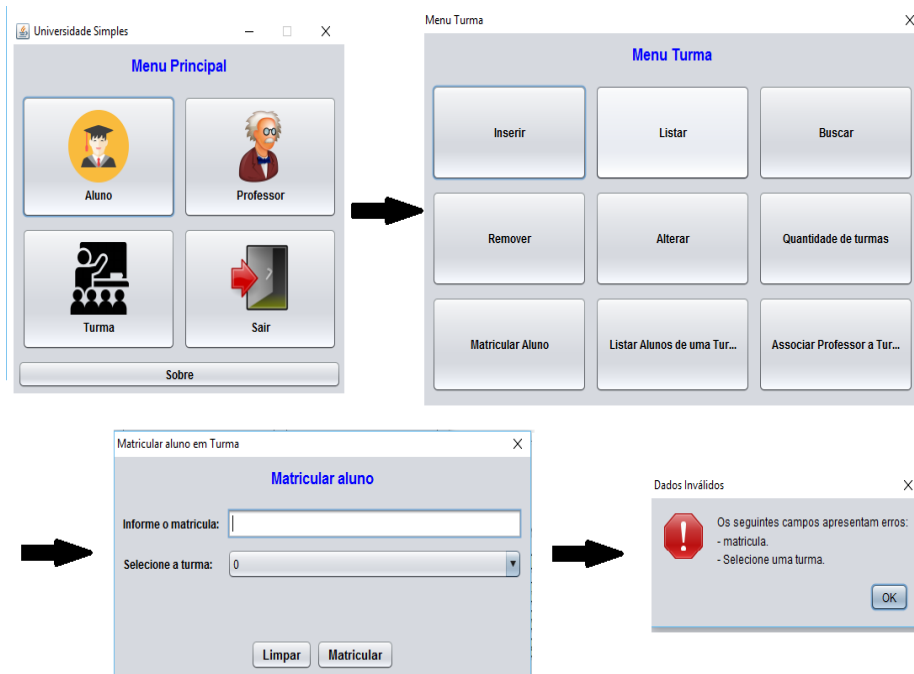 Universidade Simples
Menu Principal
Aluno
Professor
Turma
Sair
Sobre
Menu Turma
Menu Turma
Inserir
Listar
Buscar
Remover
Alterar
Quantidade de turmas
Matricular Aluno
Listar Alunos de uma Tur...
Associar Professor a Tur...
Matricular aluno em Turma
Matricular aluno
Informe o matricula:
Selecione a turma: 0
Limpar
Matricular
Dados Inválidos
Os seguintes campos apresentam erros:
- matricula.
- Selecione uma turma.
OK